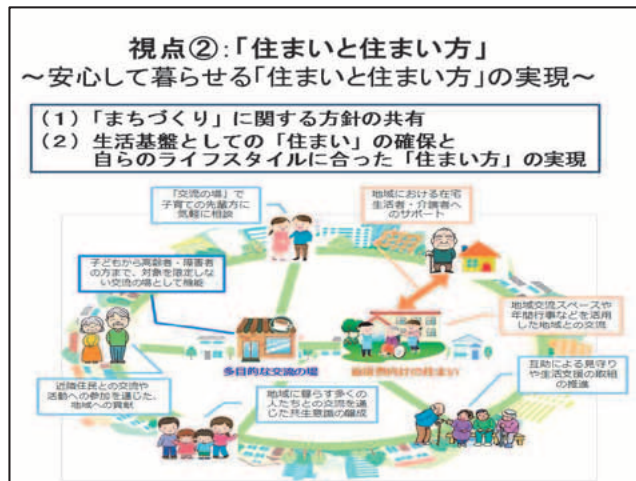 視点②:「住まいと住まい方」
~安心して暮らせる「住まいと住まい方」の実現~
(1)「まちづくり」に関する方針の共有
(2) 生活基盤としての「住まい」の確保と
自らのライフスタイルに合った「住まい方」の実現
「交流の場」で
子育ての先輩方に
気軽に相談
地域における在宅
生活者・介護者へ
のサポート
子どもから高齢者・障害者
の方まで、対象を限定しな
い交流の場として機能
地域交流スペースや
年間行事などを活用
した地域との交流
多目的な交流の場
向けの住まい
近隣住民との交流や
活動への参加を通じた、
地域への貢献
地域に暮らす多くの
人たちとの交流を通
じた共生意識の醸成
互助による見守り
や生活支援の取組
の推進